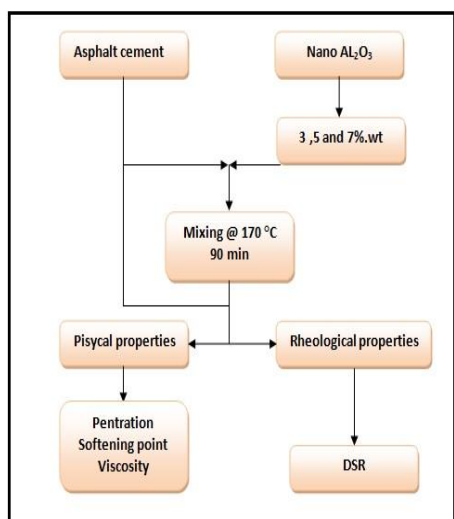 Asphalt cement
Nano AL₂O₃
3 ,5 and 7%.wt
Mixing @ 170 °C
90 min
Pisycal properties
Rheological properties
Pentration
Softening point
Viscosity
DSR